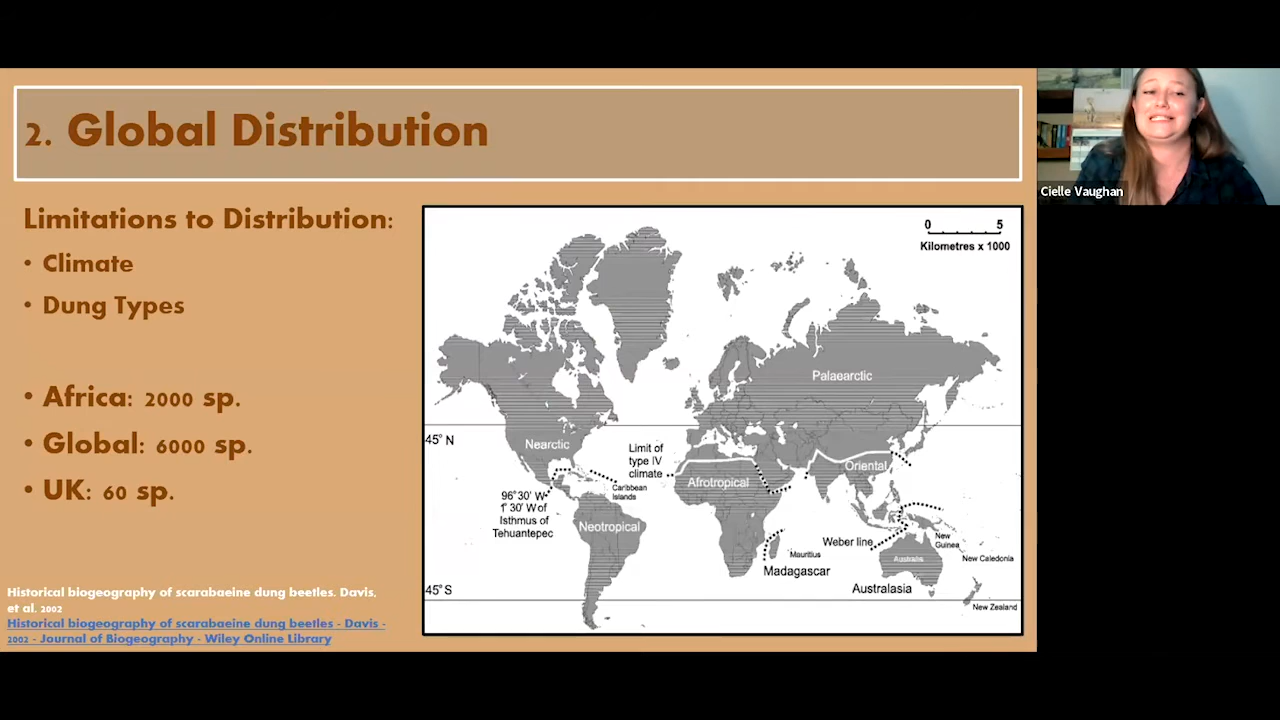 2. Global Distribution
Limitations to Distribution:
• Climate
• Dung Types
• Africa: 2000 sp.
• Global: 6000 sp.
• UK: 60 sp.
Historical biogeography of scarabaeine dung beetles. Davis,
et al. 2002
Historical biogeography of scarabaeine dung beetles - Davis -
2002 - Journal of Biogeography - Wiley Online Library
0 5
Kilometres x 1000
Palaearctic
45° N
Nearctic
Limit of
type IV
climate
Oriental
Afrotropical
Caribbean
Islands
96° 30' W
1° 30' W of
Isthmus of
Tehuantepec
Neotropical
Weber line
New
Guinea
Mauritius
Madagascar
Australia
New Caledonia
Australasia
45° S
New Zealand
Cielle Vaughan